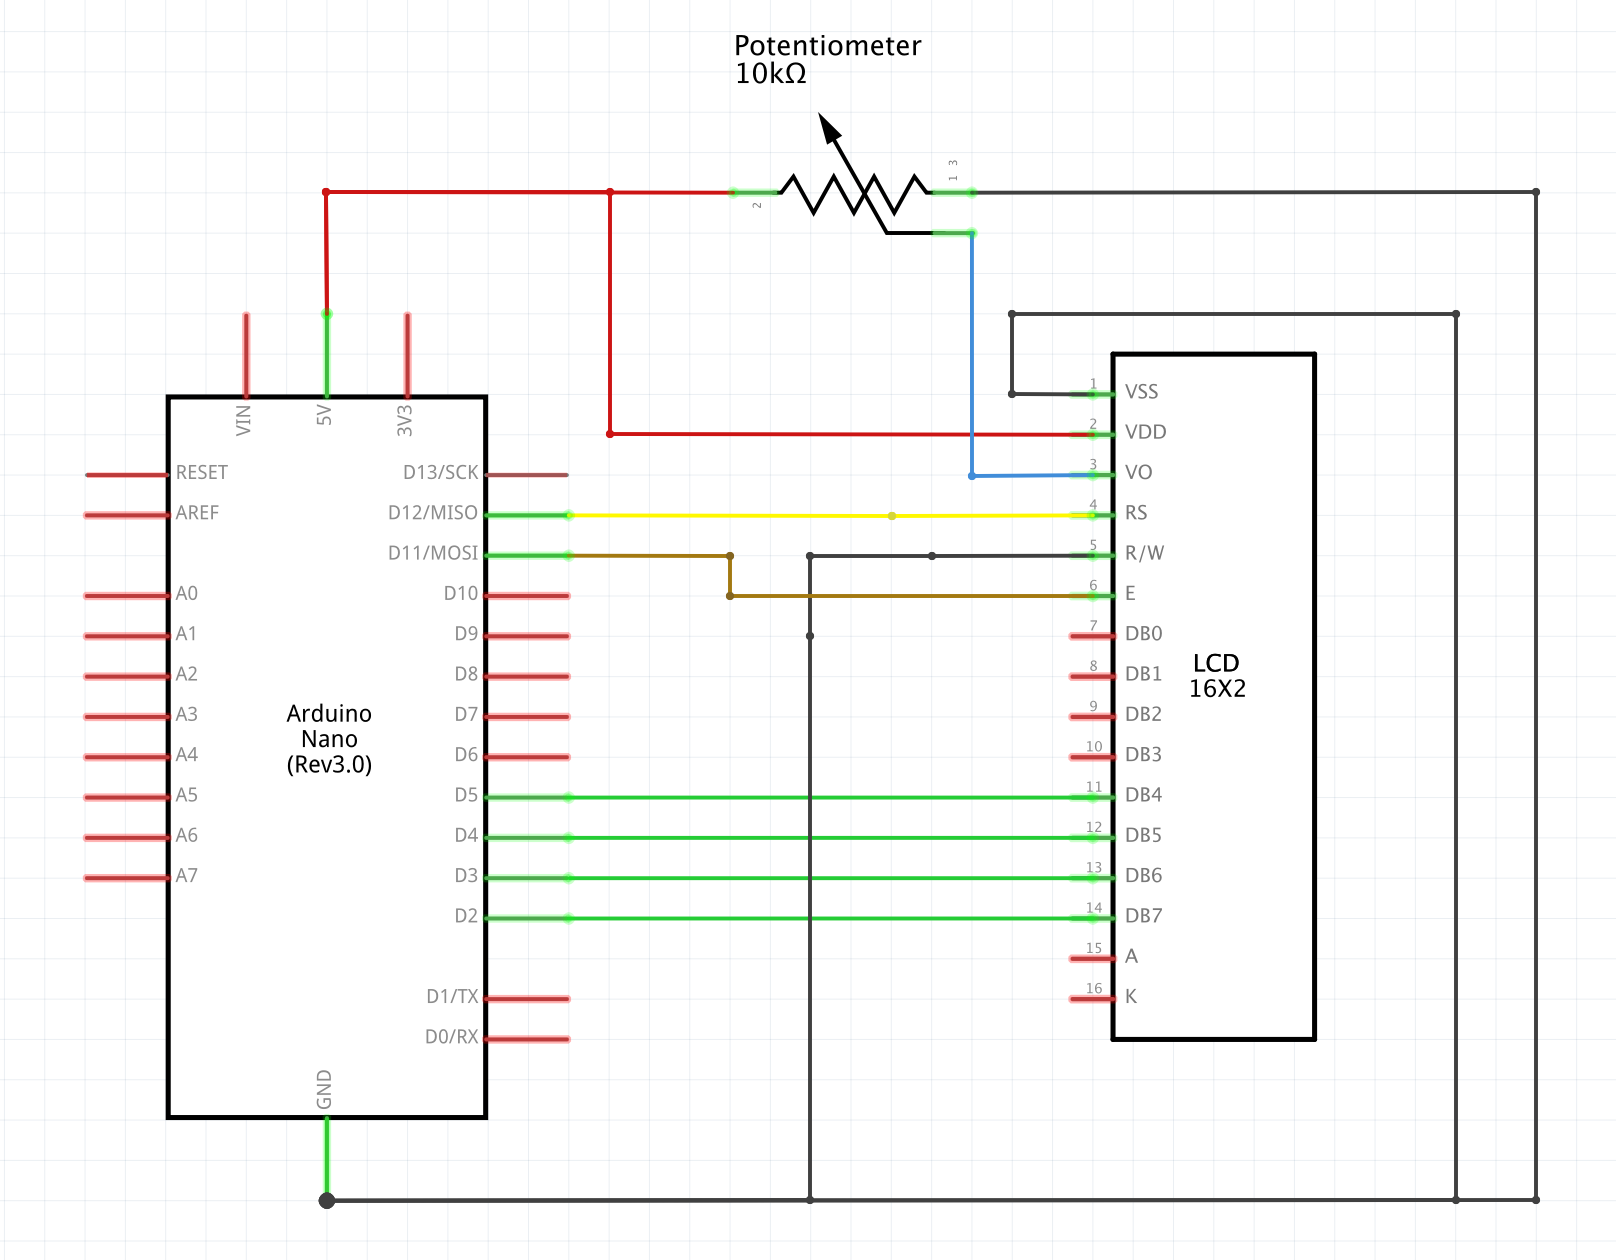 Potentiometer
10kΩ
2
1 3
VIN
5V
3V3
RESET
AREF
A0
A1
A2
A3
A4
A5
A6
A7
D13/SCK
D12/MISO
D11/MOSI
D10
D9
D8
D7
D6
D5
D4
D3
D2
D1/TX
D0/RX
GND
Arduino
Nano
(Rev3.0)
1 VSS
2 VDD
3 VO
4 RS
5 R/W
6 E
7 DB0
8 DB1
9 DB2
10 DB3
11 DB4
12 DB5
13 DB6
14 DB7
15 A
16 K
LCD
16X2